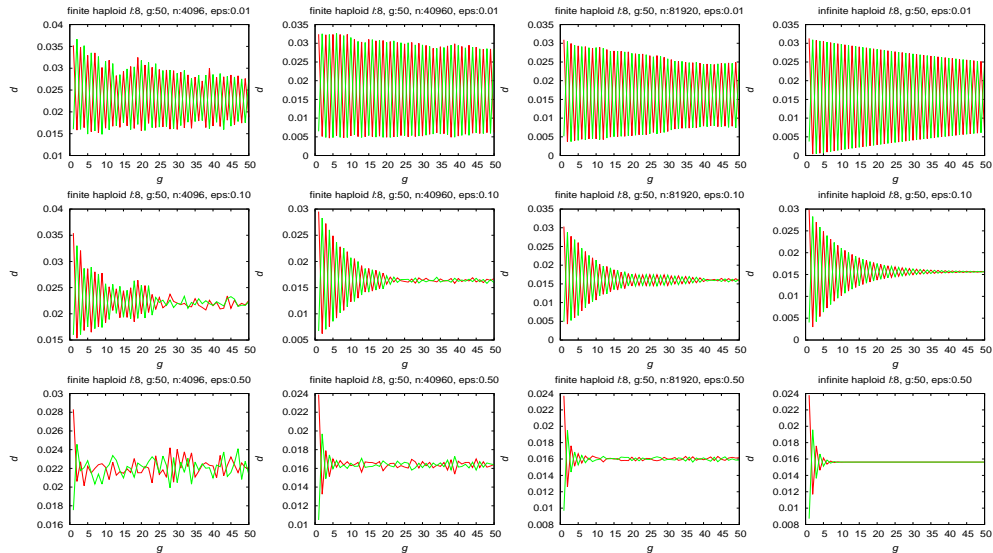 finite haploid ℓ:8, g:50, n:4096, eps:0.01
0.04
0.035
0.03
0.025
0.02
0.015
0.01
d
0 5 10 15 20 25 30 35 40 45 50
g
finite haploid ℓ:8, g:50, n:40960, eps:0.01
0.035
0.03
0.025
0.02
0.015
0.01
0.005
0
d
0 5 10 15 20 25 30 35 40 45 50
g
finite haploid ℓ:8, g:50, n:81920, eps:0.01
0.035
0.03
0.025
0.02
0.015
0.01
0.005
0
d
0 5 10 15 20 25 30 35 40 45 50
g
infinite haploid ℓ:8, g:50, eps:0.01
0.035
0.03
0.025
0.02
0.015
0.01
0.005
0
d
0 5 10 15 20 25 30 35 40 45 50
g
finite haploid ℓ:8, g:50, n:4096, eps:0.10
0.04
0.035
0.03
0.025
0.02
0.015
d
0 5 10 15 20 25 30 35 40 45 50
g
finite haploid ℓ:8, g:50, n:40960, eps:0.10
0.03
0.025
0.02
0.015
0.01
0.005
d
0 5 10 15 20 25 30 35 40 45 50
g
finite haploid ℓ:8, g:50, n:81920, eps:0.10
0.035
0.03
0.025
0.02
0.015
0.01
0.005
0
d
0 5 10 15 20 25 30 35 40 45 50
g
infinite haploid ℓ:8, g:50, eps:0.10
0.03
0.025
0.02
0.015
0.01
0.005
0
d
0 5 10 15 20 25 30 35 40 45 50
g
finite haploid ℓ:8, g:50, n:4096, eps:0.50
0.03
0.028
0.026
0.024
0.022
0.02
0.018
0.016
d
0 5 10 15 20 25 30 35 40 45 50
g
finite haploid ℓ:8, g:50, n:40960, eps:0.50
0.024
0.022
0.02
0.018
0.016
0.014
0.012
0.01
d
0 5 10 15 20 25 30 35 40 45 50
g
finite haploid ℓ:8, g:50, n:81920, eps:0.50
0.024
0.022
0.02
0.018
0.016
0.014
0.012
0.01
0.008
d
0 5 10 15 20 25 30 35 40 45 50
g
infinite haploid ℓ:8, g:50, eps:0.50
0.024
0.022
0.02
0.018
0.016
0.014
0.012
0.01
0.008
d
0 5 10 15 20 25 30 35 40 45 50
g